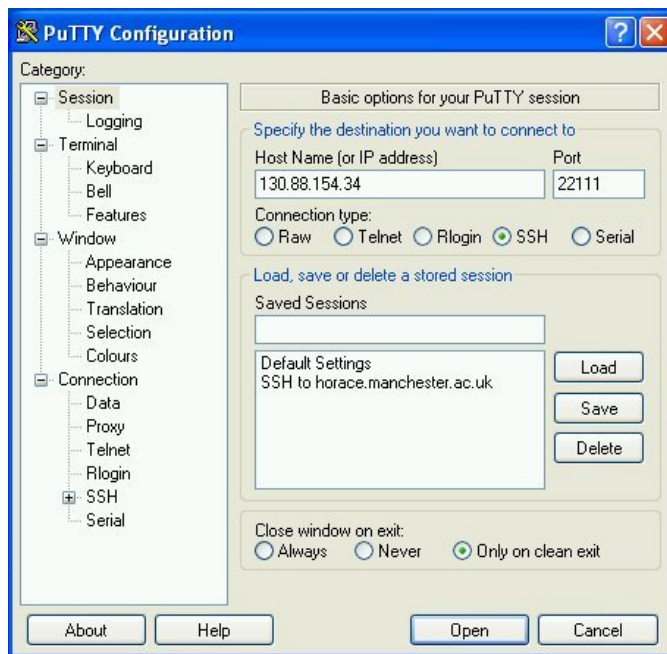 PuTTY Configuration
Category:
Session
Logging
Terminal
Keyboard
Bell
Features
Window
Appearance
Behaviour
Translation
Selection
Colours
Connection
Data
Proxy
Telnet
Rlogin
SSH
Serial
Basic options for your PuTTY session
Specify the destination you want to connect to
Host Name (or IP address) Port
130.88.154.34 22111
Connection type:
Raw Telnet Rlogin SSH Serial
Load, save or delete a stored session
Saved Sessions
Default Settings
SSH to horace.manchester.ac.uk
Load
Save
Delete
Close window on exit:
Always Never Only on clean exit
About Help Open Cancel